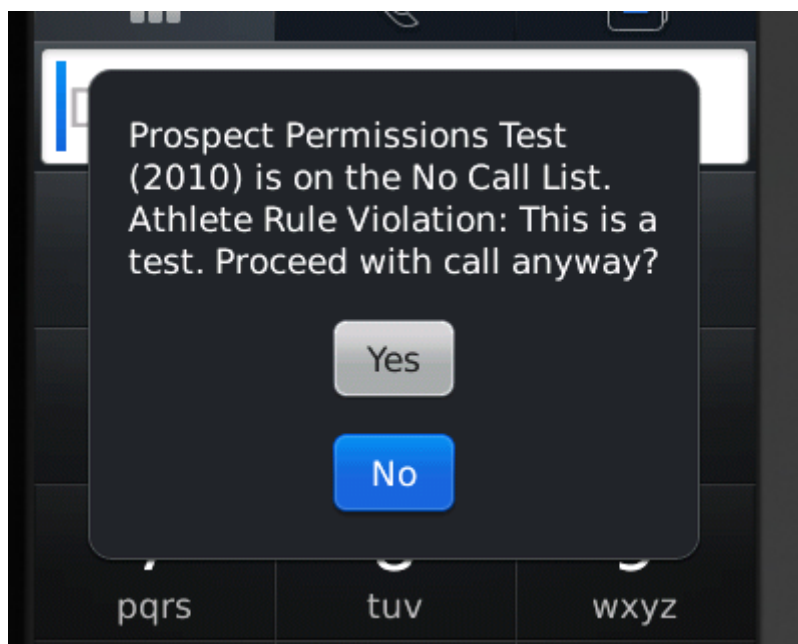 Prospect Permissions Test
(2010) is on the No Call List.
Athlete Rule Violation: This is a
test. Proceed with call anyway?
Yes
No
pqrs tuv wxyz